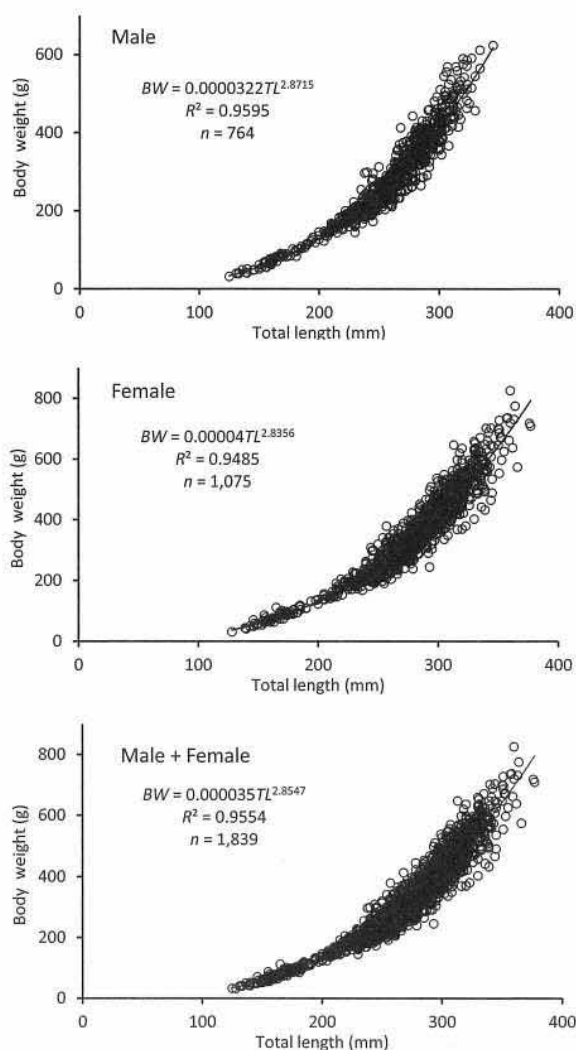 Male
BW = 0.0000322TL^2.8715
R² = 0.9595
n = 764
Body weight (g)
600
400
200
0
0 100 200 300 400
Total length (mm)
Female
BW = 0.00004TL^2.8356
R² = 0.9485
n = 1,075
Body weight (g)
800
600
400
200
0
0 100 200 300 400
Total length (mm)
Male + Female
BW = 0.000035TL^2.8547
R² = 0.9554
n = 1,839
Body weight (g)
800
600
400
200
0
0 100 200 300 400
Total length (mm)